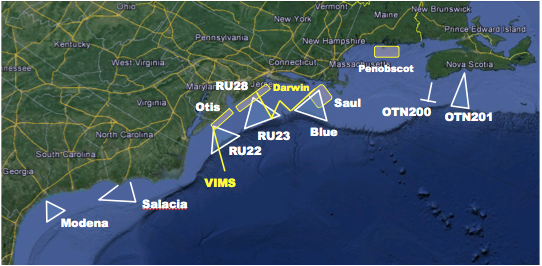 Ohio
New York
Maine
New Brunswick
Prince Edward Island
New Hampshire
Nova Scotia
Pennsylvania
Kentucky
West Virginia
Connecticut
Massachusetts
Penobscot
RU28
Darwin
Maryland
Otis
Saul
Virginia
OTN200
OTN201
RU23
Blue
North Carolina
RU22
South Carolina
VIMS
Georgia
Salacia
Modena